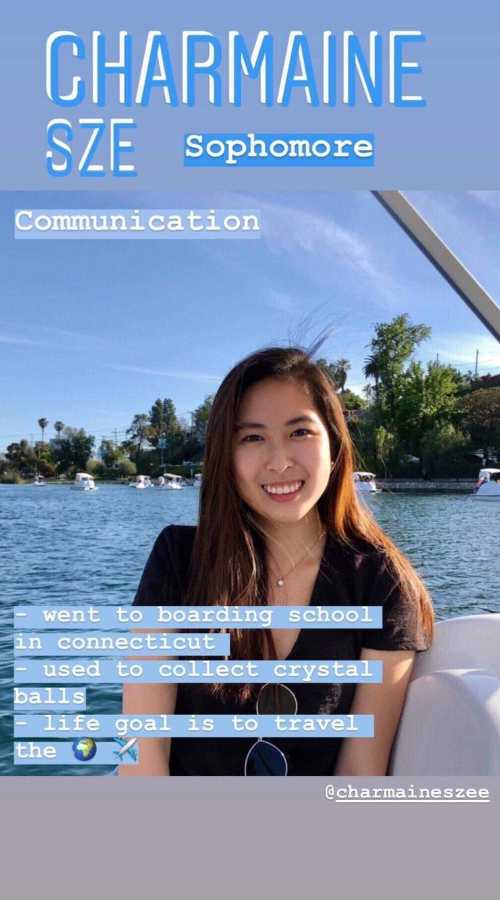 CHARMAINE
SZE
Sophomore
Communication
- went to boarding school
in connecticut
- used to collect crystal
balls
- life goal is to travel
the 🌍 ✈️
@charmaineszee